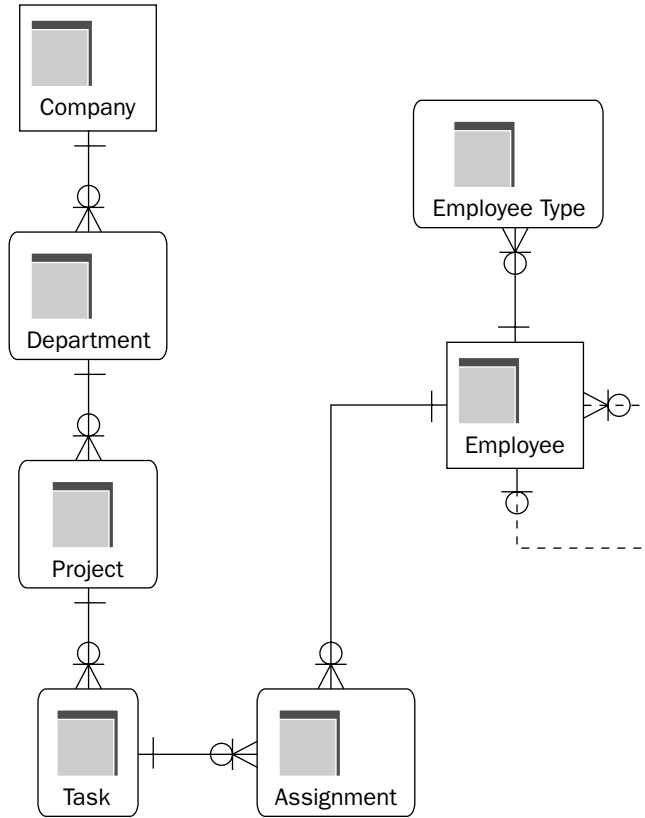 Company
Employee Type
Department
Employee
Project
Task
Assignment